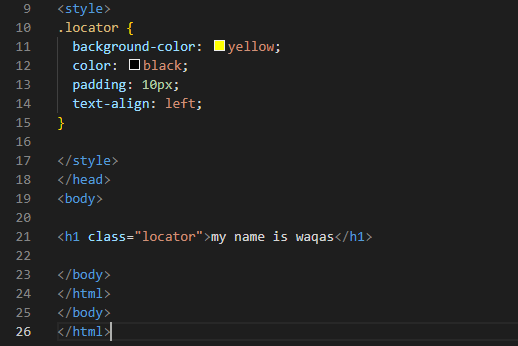 9 <style>
10 .locator {
11 background-color: yellow;
12 color: black;
13 padding: 10px;
14 text-align: left;
15 }
16
17 </style>
18 </head>
19 <body>
20
21 <h1 class="locator">my name is waqas</h1>
22
23 </body>
24 </html>
25 </body>
26 </html>